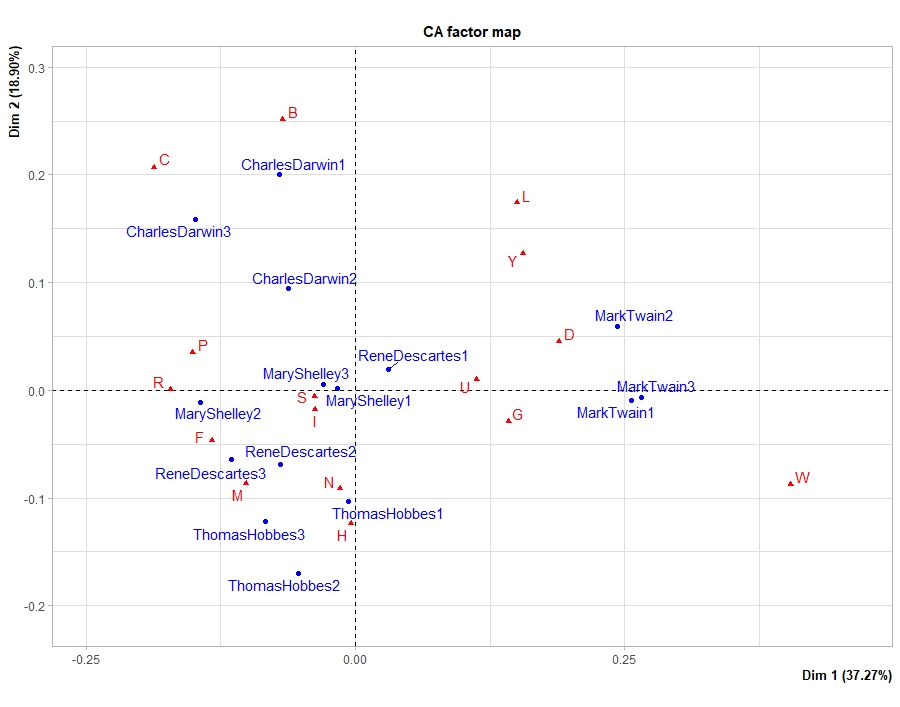 CA factor map
Dim 2 (18.90%)
0.3
B
C
CharlesDarwin1
0.2
L
CharlesDarwin3
Y
CharlesDarwin2
0.1
MarkTwain2
D
P
ReneDescartes1
MaryShelley3
R
U
MarkTwain3
0.0
S
MaryShelley1
MarkTwain1
MaryShelley2
G
I
F
ReneDescartes2
ReneDescartes3
W
N
M
-0.1
ThomasHobbes1
ThomasHobbes3
H
ThomasHobbes2
-0.2
-0.25
0.00
0.25
Dim 1 (37.27%)